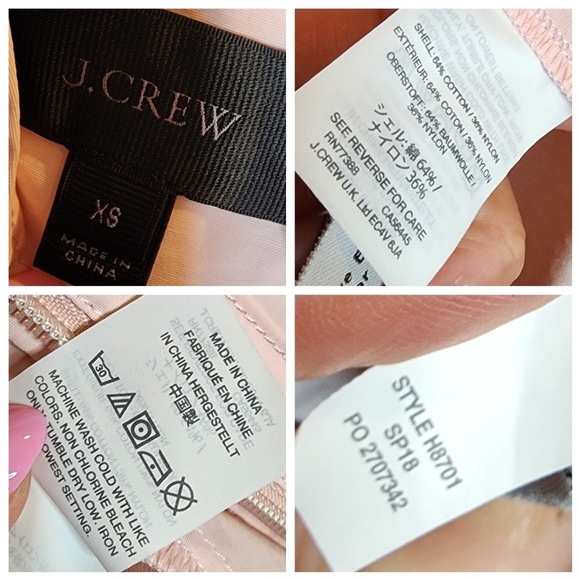 J.CREW
XS
MADE IN
CHINA
SHELL: 64% COTTON / 36% NYLON
EXTÉRIEUR: 64% COTON / 36% NYLON
OBERSTOFF: 64% BAUMWOLLE /
36% NYLON
シェル: 綿 64% /
ナイロン 36%
SEE REVERSE FOR CARE
RN77388 CA56445
J.CREW U.K. Ltd EC4V 6JA
MADE IN CHINA
FABRIQUÉ EN CHINE
IN CHINA HERGESTELLT
中国製
30
MACHINE WASH COLD WITH LIKE
COLORS. NON CHLORINE BLEACH
ONLY. TUMBLE DRY LOW. IRON
LOWEST SETTING.
STYLE H8701
SP18
PO 2707342